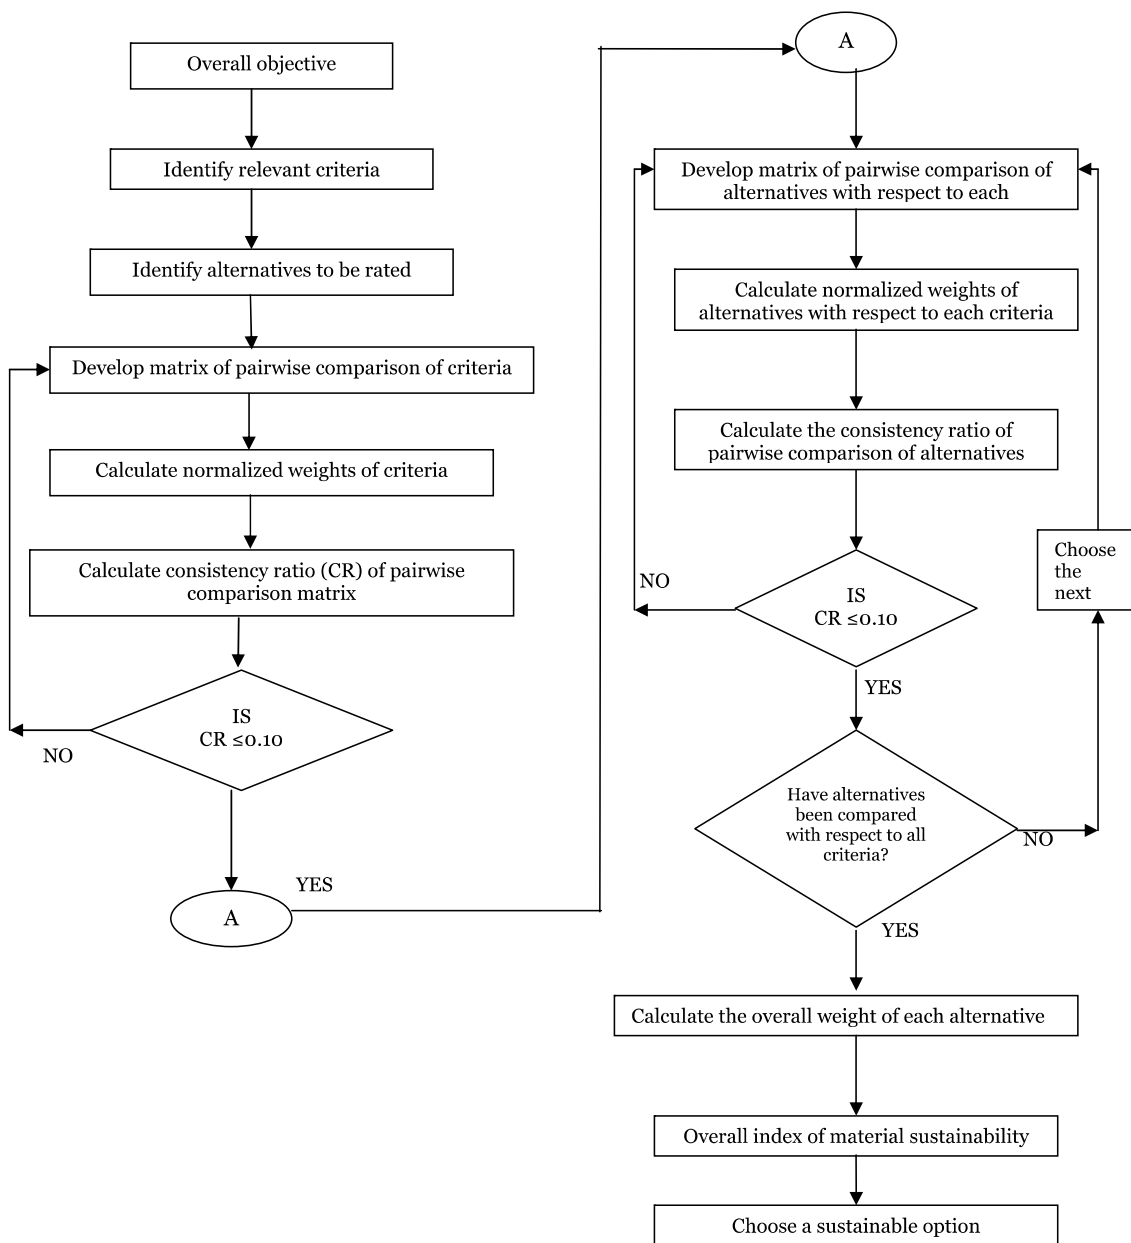 Overall objective
Identify relevant criteria
Identify alternatives to be rated
Develop matrix of pairwise comparison of criteria
Calculate normalized weights of criteria
Calculate consistency ratio (CR) of pairwise
comparison matrix
IS
CR ≤0.10
NO
YES
A
A
Develop matrix of pairwise comparison of
alternatives with respect to each
Calculate normalized weights of
alternatives with respect to each criteria
Calculate the consistency ratio of
pairwise comparison of alternatives
Choose
the
next
NO
IS
CR ≤0.10
YES
Have alternatives
been compared
with respect to all
criteria?
NO
YES
Calculate the overall weight of each alternative
Overall index of material sustainability
Choose a sustainable option